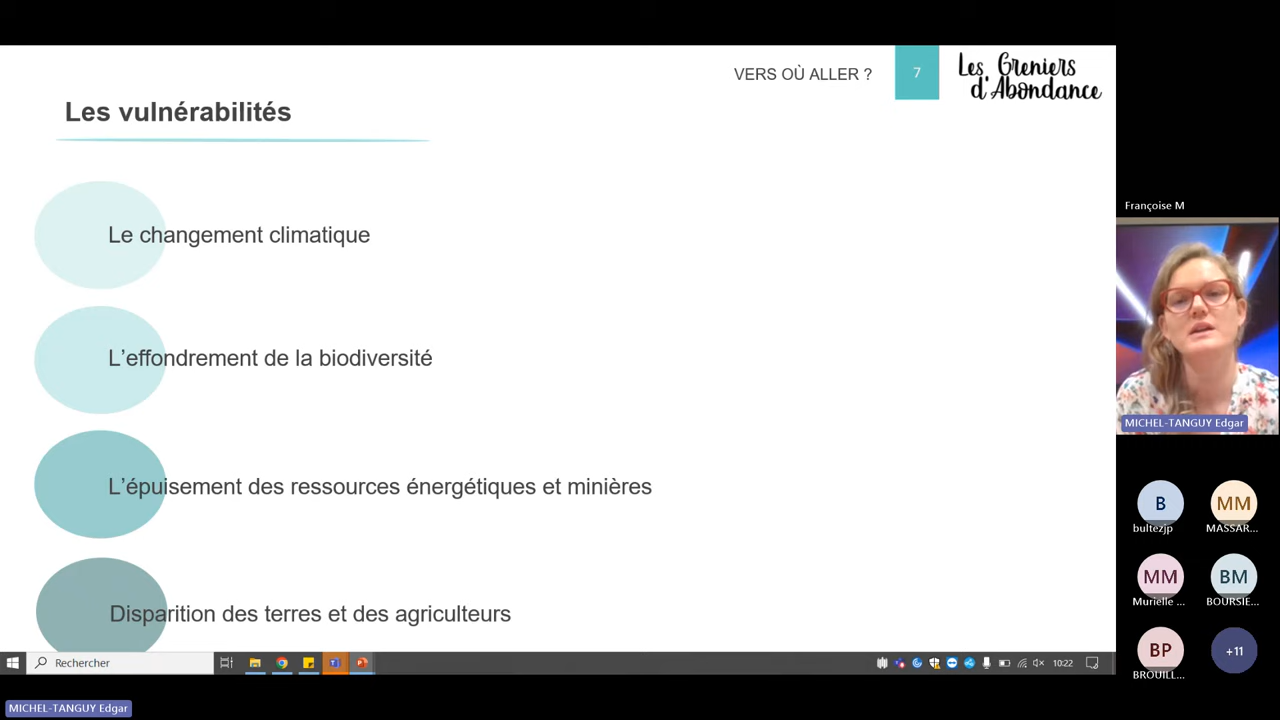 VERS OÙ ALLER ?
7
Les Greniers
d'Abondance
Les vulnérabilités
Le changement climatique
L’effondrement de la biodiversité
L’épuisement des ressources énergétiques et minières
Disparition des terres et des agriculteurs
Rechercher
10:22
Françoise M
MICHEL-TANGUY Edgar
B
bultezjp
MM
MASSAR...
MM
Murielle ...
BM
BOURSIE...
BP
BROUILL...
+11
MICHEL-TANGUY Edgar